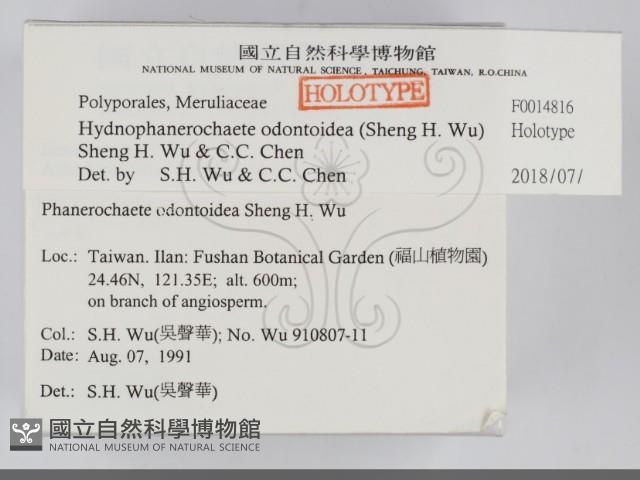 國立自然科學博物館
NATIONAL MUSEUM OF NATURAL SCIENCE, TAICHUNG, TAIWAN, R.O.CHINA
Polyporales, Meruliaceae HOLOTYPE F0014816
Hydnophanerochaete odontoidea (Sheng H. Wu) Holotype
Sheng H. Wu & C.C. Chen
Det. by S.H. Wu & C.C. Chen 2018/07/
Phanerochaete odontoidea Sheng H. Wu
Loc.: Taiwan. Ilan: Fushan Botanical Garden (福山植物園)
24.46N, 121.35E; alt. 600m;
on branch of angiosperm.
Col.: S.H. Wu(吳聲華); No. Wu 910807-11
Date: Aug. 07, 1991
Det.: S.H. Wu(吳聲華)
國立自然科學博物館
NATIONAL MUSEUM OF NATURAL SCIENCE